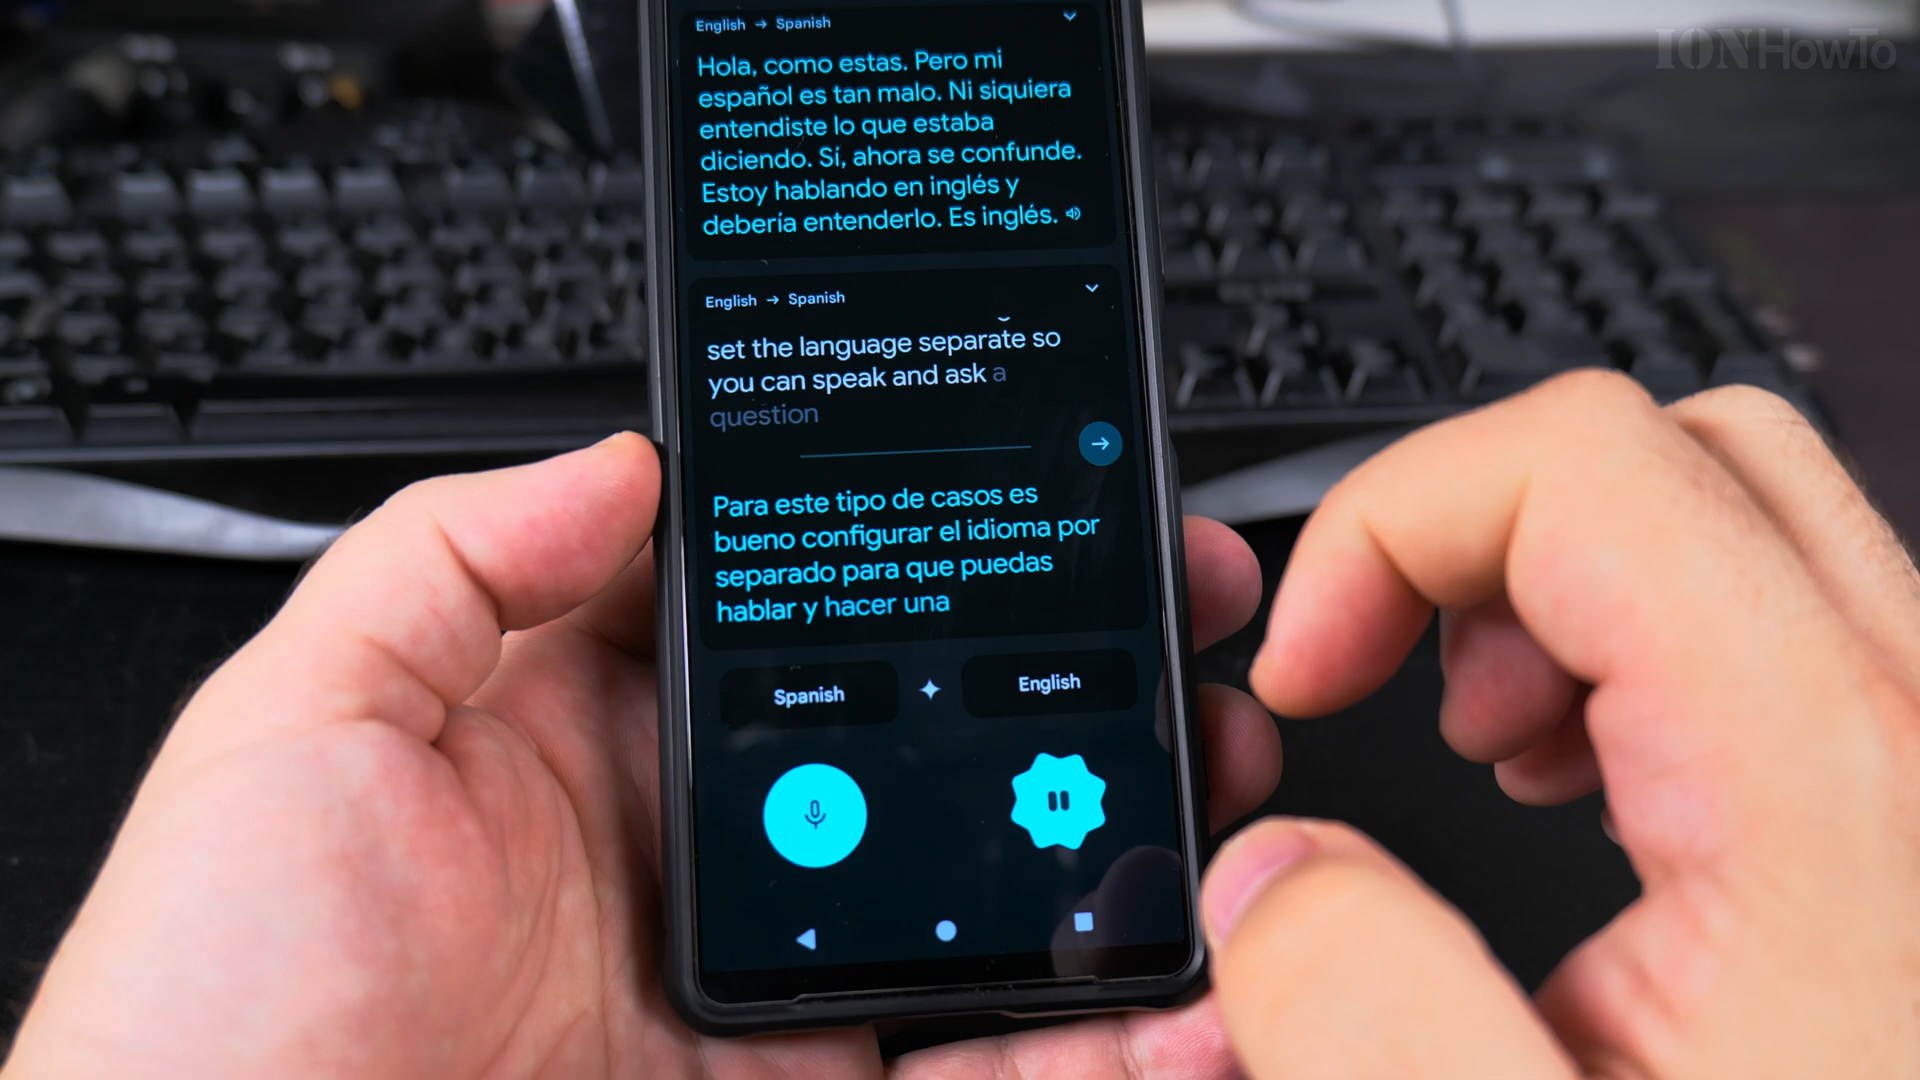 IONHowTo
English → Spanish
Hola, como estas. Pero mi
español es tan malo. Ni siquiera
entendiste lo que estaba
diciendo. Sí, ahora se confunde.
Estoy hablando en inglés y
debería entenderlo. Es inglés.
English → Spanish
set the language separate so
you can speak and ask a
question
Para este tipo de casos es
bueno configurar el idioma por
separado para que puedas
hablar y hacer una
Spanish
English